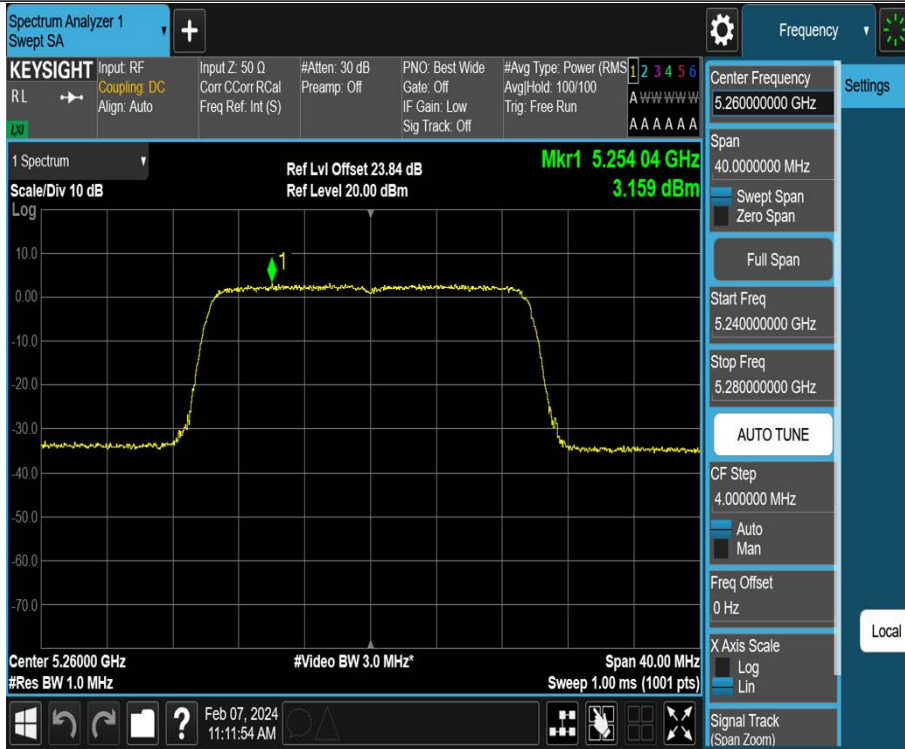 Spectrum Analyzer 1
Swept SA
Frequency
KEYSIGHT
R L
LXI
Input: RF
Coupling: DC
Align: Auto
Input Z: 50 Ω
Corr CCorr RCal
Freq Ref: Int (S)
#Atten: 30 dB
Preamp: Off
PNO: Best Wide
Gate: Off
IF Gain: Low
Sig Track: Off
#Avg Type: Power (RMS
Avg|Hold: 100/100
Trig: Free Run
1 2 3 4 5 6
A W W W W W
A A A A A A
1 Spectrum
Scale/Div 10 dB
Log
Ref Lvl Offset 23.84 dB
Ref Level 20.00 dBm
Mkr1 5.254 04 GHz
3.159 dBm
1
10.0
0.00
-10.0
-20.0
-30.0
-40.0
-50.0
-60.0
-70.0
Center 5.26000 GHz
#Res BW 1.0 MHz
#Video BW 3.0 MHz*
Span 40.00 MHz
Sweep 1.00 ms (1001 pts)
Feb 07, 2024
11:11:54 AM
?
Center Frequency
5.260000000 GHz
Span
40.0000000 MHz
Swept Span
Zero Span
Full Span
Start Freq
5.240000000 GHz
Stop Freq
5.280000000 GHz
AUTO TUNE
CF Step
4.000000 MHz
Auto
Man
Freq Offset
0 Hz
X Axis Scale
Log
Lin
Signal Track
(Span Zoom)
Settings
Local